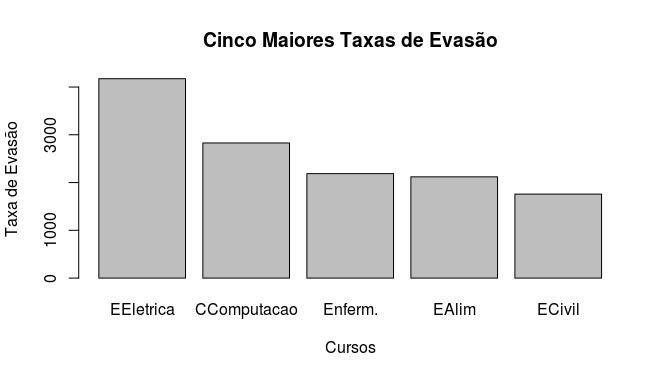 Cinco Maiores Taxas de Evasão
Taxa de Evasão
3000
1000
0
EEletrica CComputacao Enferm. EAlim ECivil
Cursos